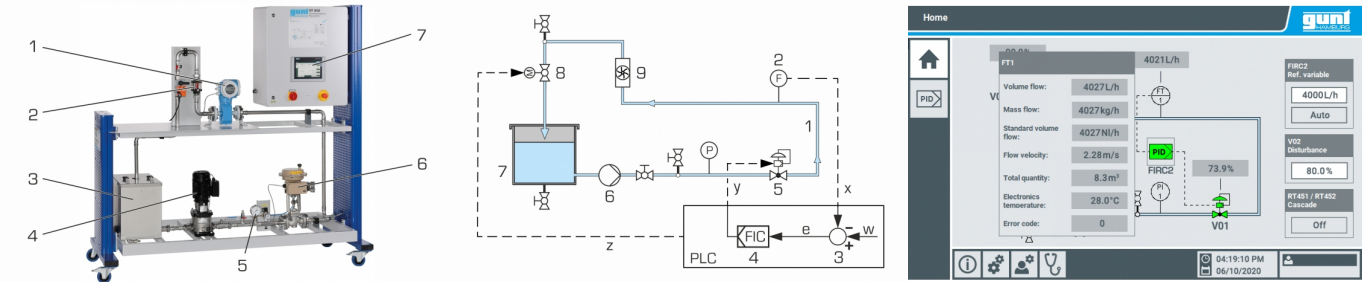 gunt
1
2
3
4
5
6
7
8
9
2
F
1
7
P
6
5
y
x
z
e
w
FIC
4
3
-
+
PLC
M
Home
gunt
HAMBURG
PID
FT1
Volume flow: 4027L/h
Mass flow: 4027kg/h
Standard volume
flow: 4027Nl/h
Flow velocity: 2.28m/s
Total quantity: 8.3m³
Electronics
temperature: 28.0°C
Error code: 0
4021L/h
FT
1
PID
FIRC2
73.9%
PI
1
V01
FIRC2
Ref. variable
4000L/h
Auto
V02
Disturbance
80.0%
RT451 / RT452
Cascade
Off
04:19:10 PM
06/10/2020